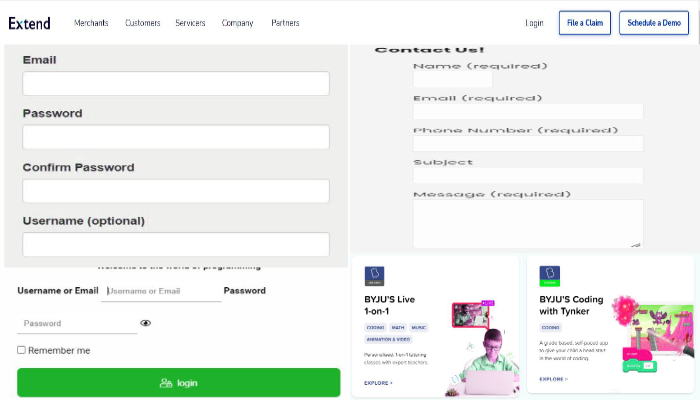 Extend Merchants Customers Servicers Company Partners Login File a Claim Schedule a Demo
Email
Password
Confirm Password
Username (optional)
Contact Us!
Name (required)
Email (required)
Phone Number (required)
Subject
Message (required)
Welcome to the world of programming
Username or Email Username or Email Password
Password
Remember me
login
BYJU'S Live
1-on-1
CODING MATH MUSIC
ANIMATION & VIDEO
Personalised, 1-on-1 tutoring
classes with expert teachers.
EXPLORE >
BYJU'S Coding
with Tynker
CODING
A grade based, self-paced app
to give your child a head start
in the world of coding.
EXPLORE >